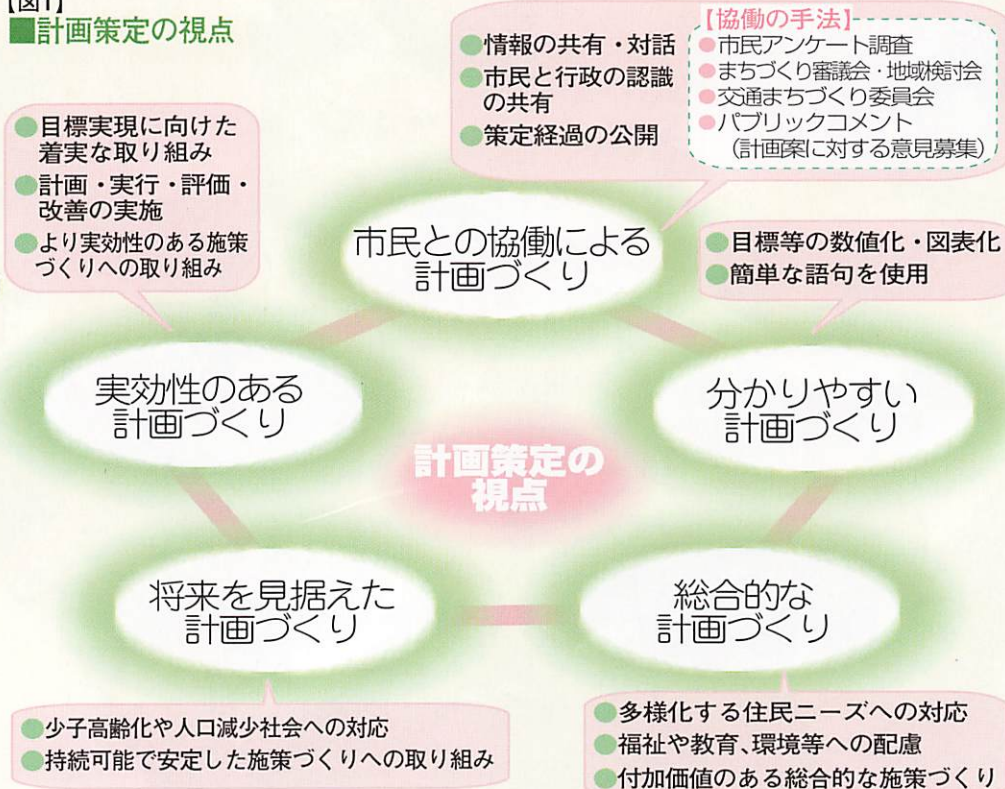 【図1】
■計画策定の視点
●情報の共有・対話
●市民と行政の認識
の共有
●策定経過の公開
【協働の手法】
●市民アンケート調査
●まちづくり審議会・地域検討会
●交通まちづくり委員会
●パブリックコメント
（計画案に対する意見募集）
●目標実現に向けた
着実な取り組み
●計画・実行・評価・
改善の実施
●より実効性のある施策
づくりへの取り組み
市民との協働による
計画づくり
●目標等の数値化・図表化
●簡単な語句を使用
実効性のある
計画づくり
分かりやすい
計画づくり
計画策定の
視点
将来を見据えた
計画づくり
総合的な
計画づくり
●少子高齢化や人口減少社会への対応
●持続可能で安定した施策づくりへの取り組み
●多様化する住民ニーズへの対応
●福祉や教育、環境等への配慮
●付加価値のある総合的な施策づくり